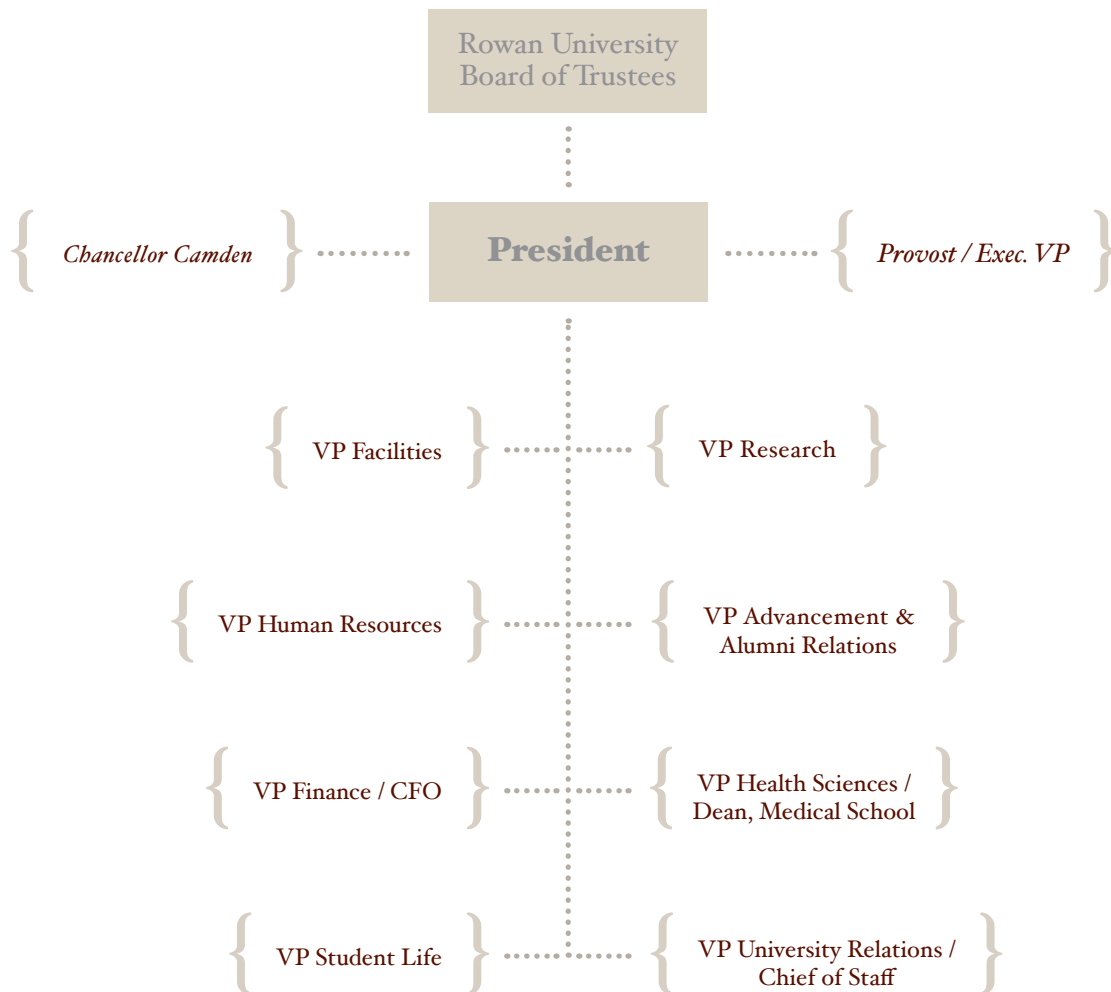 Rowan University
Board of Trustees
Chancellor Camden
President
Provost / Exec. VP
VP Facilities
VP Research
VP Human Resources
VP Advancement &
Alumni Relations
VP Finance / CFO
VP Health Sciences /
Dean, Medical School
VP Student Life
VP University Relations /
Chief of Staff